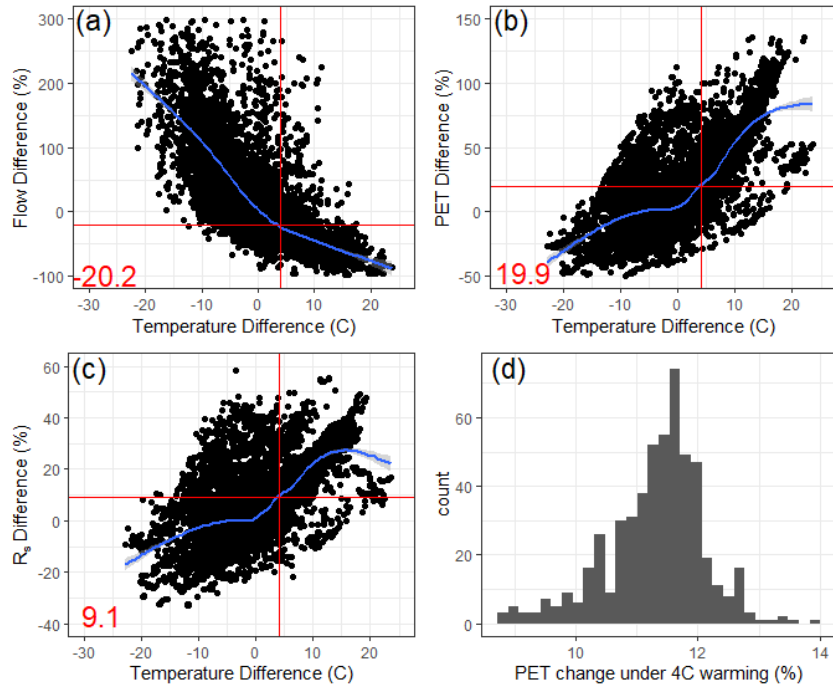 (a)
300
200
100
0
-100
Flow Difference (%)
-20.2
-30 -20 -10 0 10 20
Temperature Difference (C)
(b)
150
100
50
0
-50
PET Difference (%)
19.9
-30 -20 -10 0 10 20
Temperature Difference (C)
(c)
60
40
20
0
-20
-40
Rs Difference (%)
9.1
-30 -20 -10 0 10 20
Temperature Difference (C)
(d)
60
40
20
0
count
10 12 14
PET change under 4C warming (%)